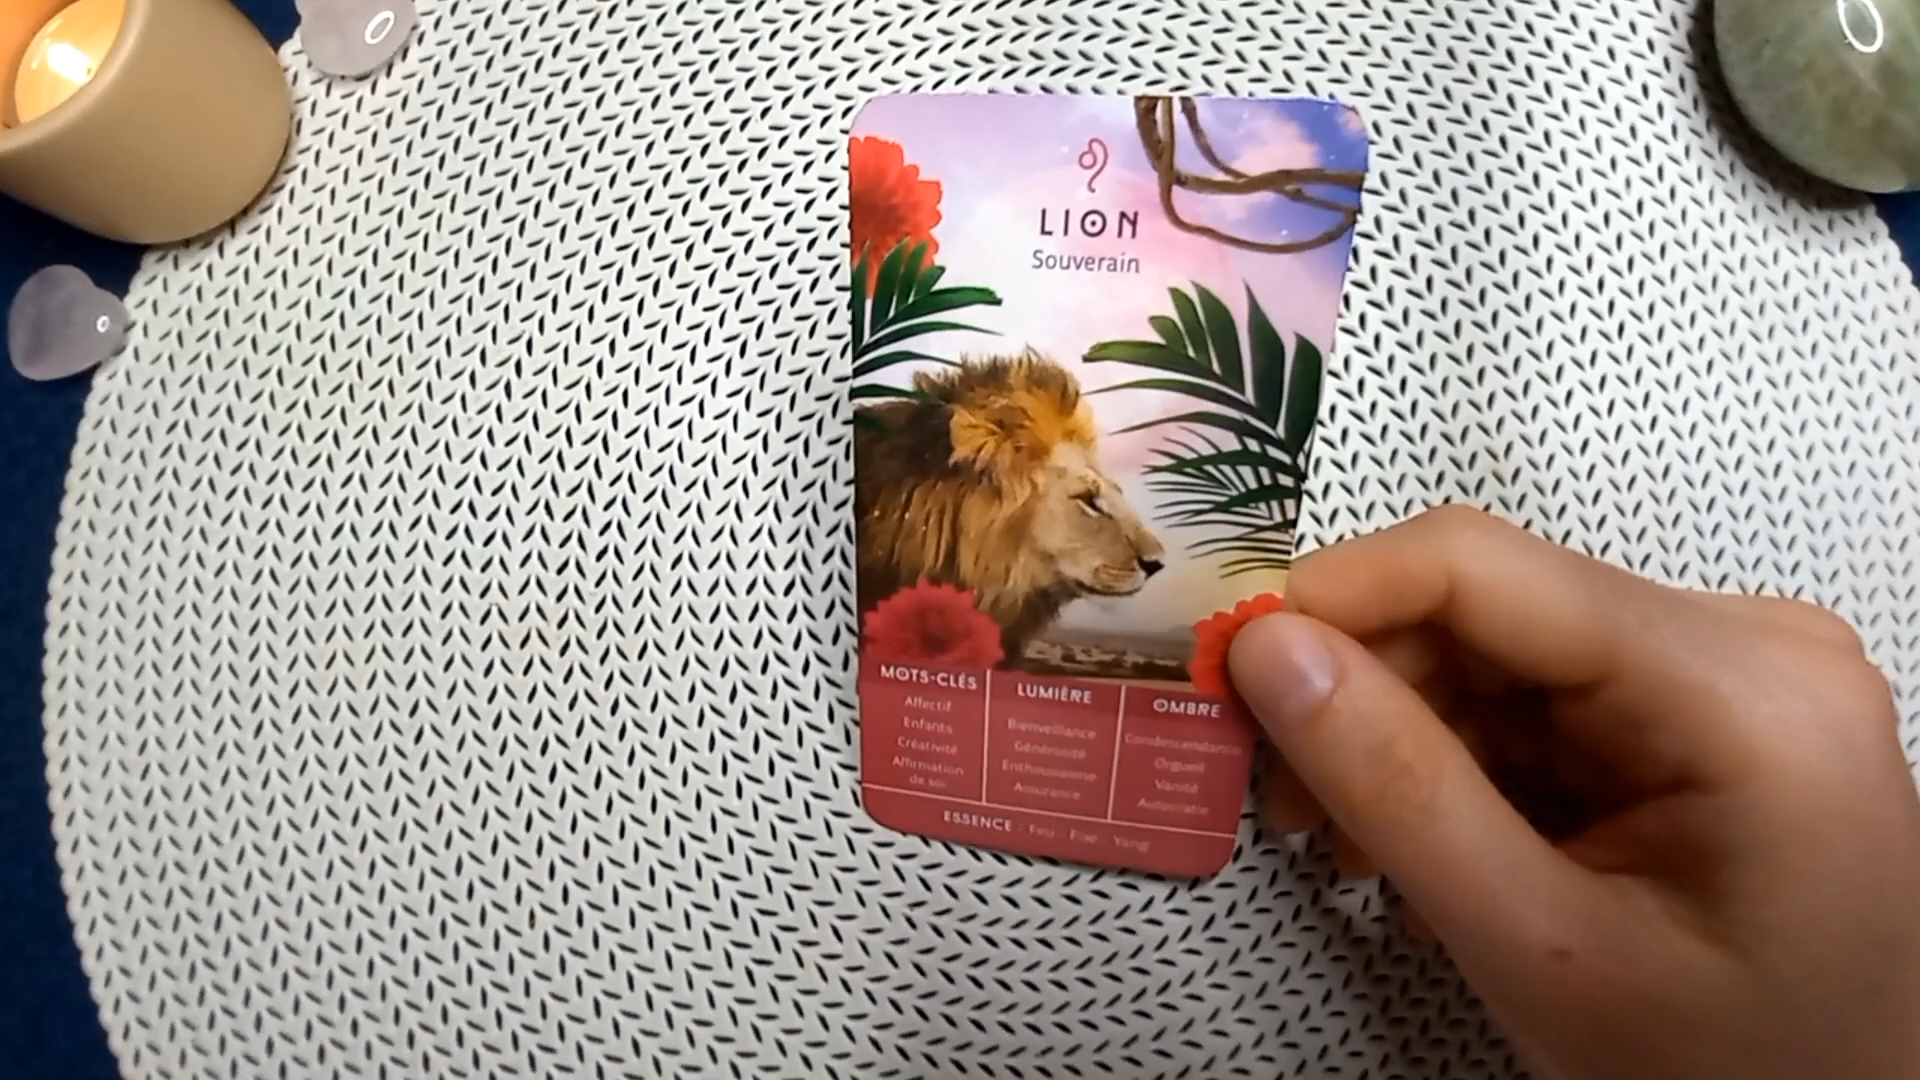 LION
Souverain
MOTS-CLÉS
Affectif
Enfants
Créativité
Affirmation
de soi
LUMIÈRE
Bienveillance
Générosité
Enthousiasme
Assurance
OMBRE
Condescendance
Orgueil
Vanité
Autocratie
ESSENCE : Feu Fixe Yang